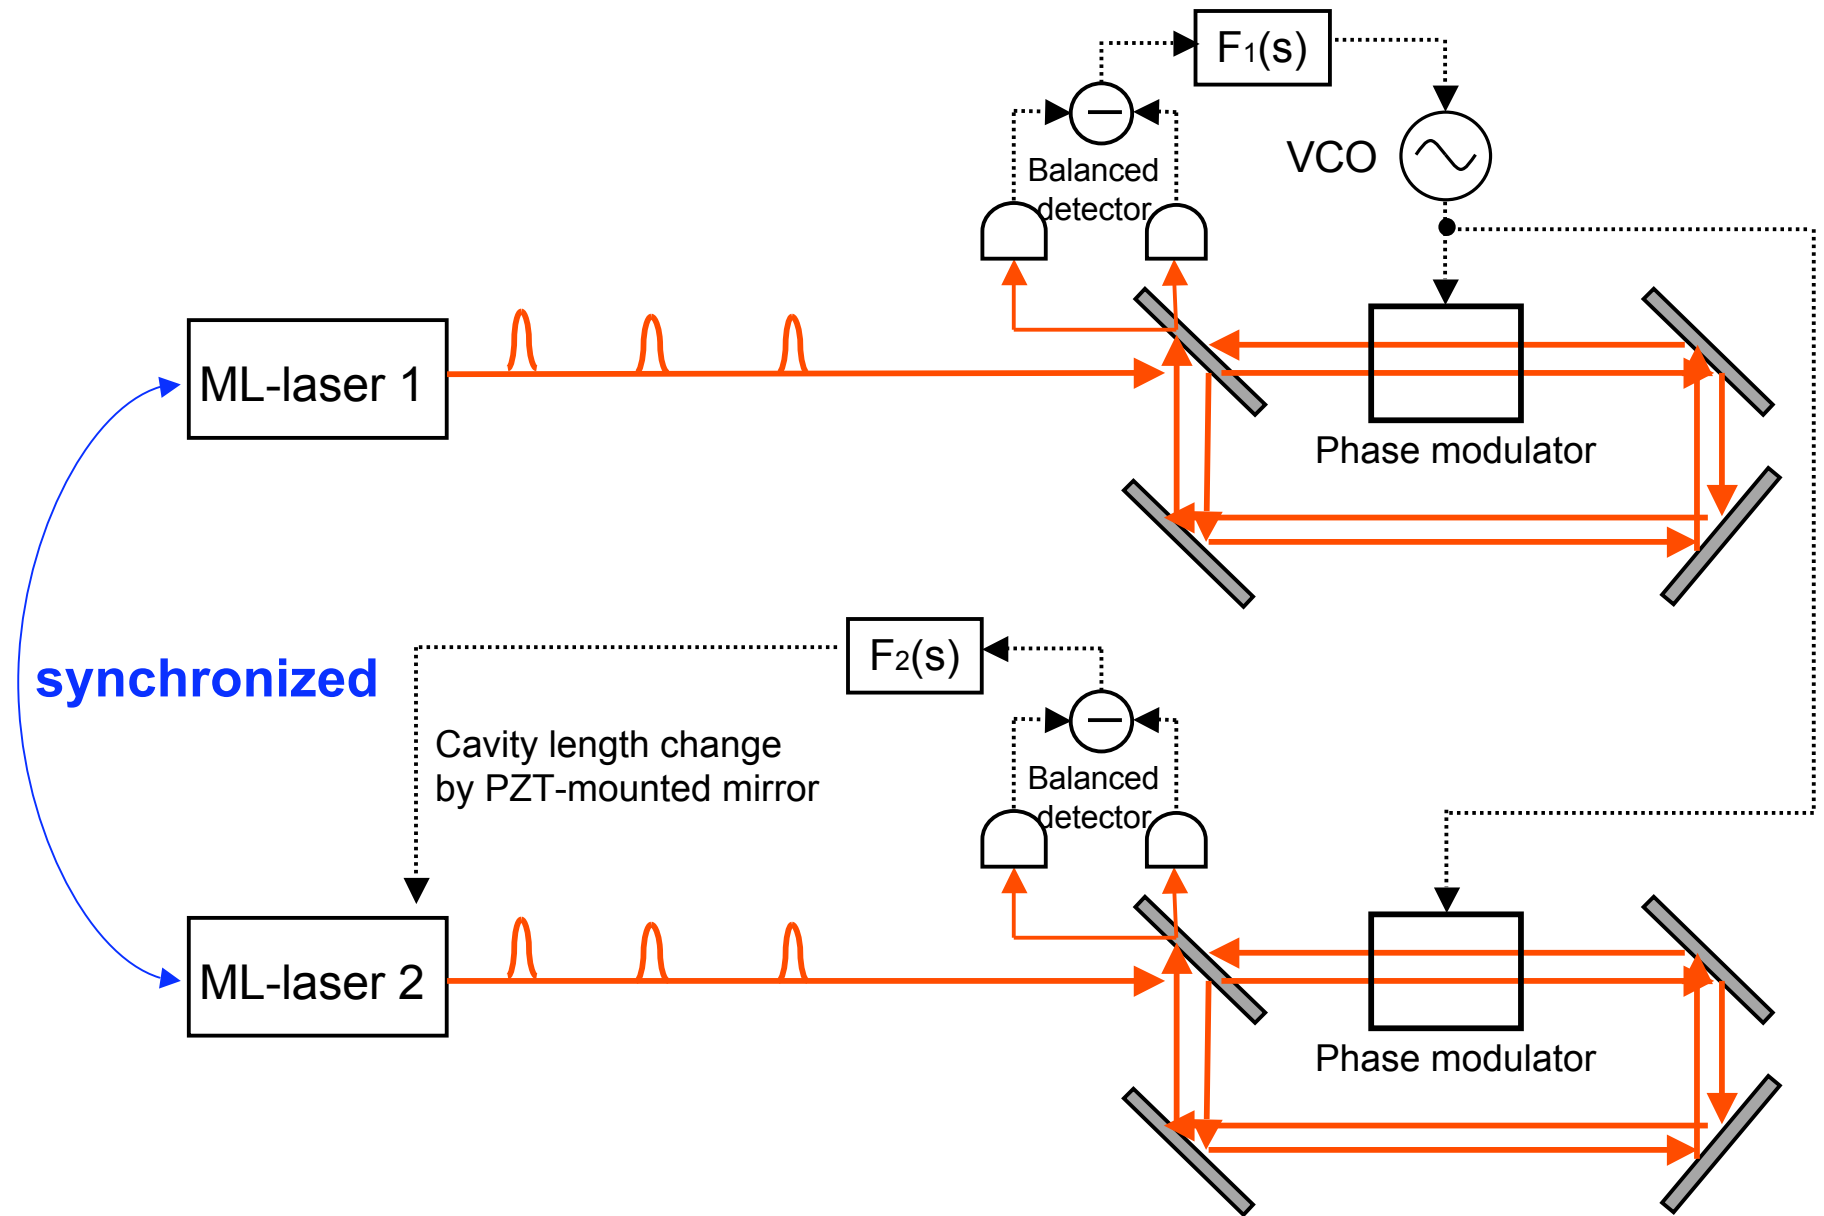 F1(s)
Balanced
detector
VCO
ML-laser 1
Phase modulator
F2(s)
synchronized
Cavity length change
by PZT-mounted mirror
Balanced
detector
ML-laser 2
Phase modulator